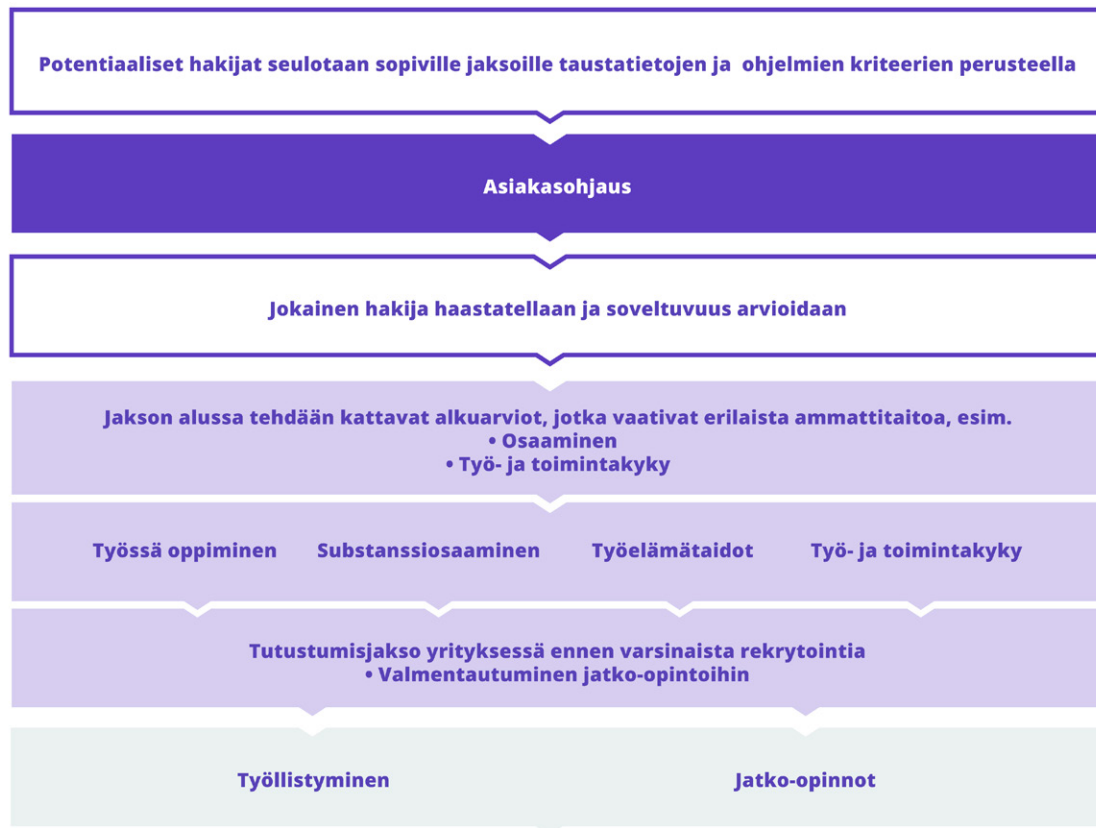 Potentiaaliset hakijat seulotaan sopiville jaksoille taustatietojen ja ohjelmien kriteerien perusteella
Asiakasohjaus
Jokainen hakija haastatellaan ja soveltuvuus arvioidaan
Jakson alussa tehdään kattavat alkuarviot, jotka vaativat erilaista ammattitaitoa, esim.
• Osaaminen
• Työ- ja toimintakyky
Työssä oppiminen Substanssiosaaminen Työelämätaidot Työ- ja toimintakyky
Tutustumisjakso yrityksessä ennen varsinaista rekrytointia
• Valmentautuminen jatko-opintoihin
Työllistyminen Jatko-opinnot